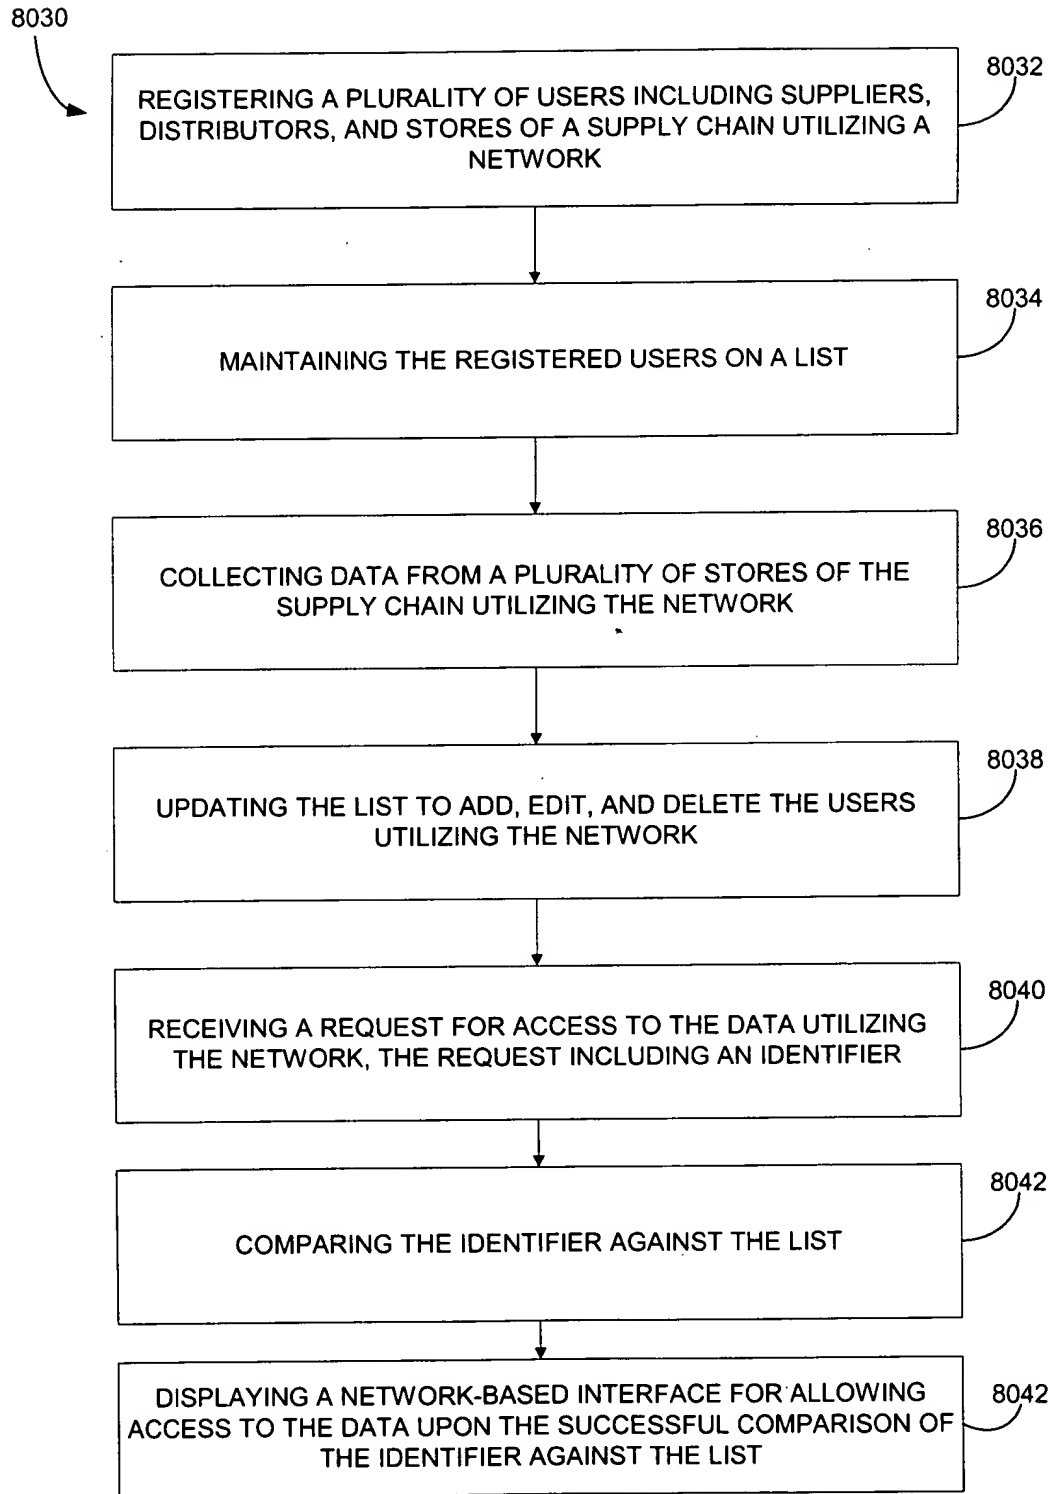 8030
8032
REGISTERING A PLURALITY OF USERS INCLUDING SUPPLIERS,
DISTRIBUTORS, AND STORES OF A SUPPLY CHAIN UTILIZING A
NETWORK
8034
MAINTAINING THE REGISTERED USERS ON A LIST
8036
COLLECTING DATA FROM A PLURALITY OF STORES OF THE
SUPPLY CHAIN UTILIZING THE NETWORK
8038
UPDATING THE LIST TO ADD, EDIT, AND DELETE THE USERS
UTILIZING THE NETWORK
8040
RECEIVING A REQUEST FOR ACCESS TO THE DATA UTILIZING
THE NETWORK, THE REQUEST INCLUDING AN IDENTIFIER
8042
COMPARING THE IDENTIFIER AGAINST THE LIST
8042
DISPLAYING A NETWORK-BASED INTERFACE FOR ALLOWING
ACCESS TO THE DATA UPON THE SUCCESSFUL COMPARISON OF
THE IDENTIFIER AGAINST THE LIST